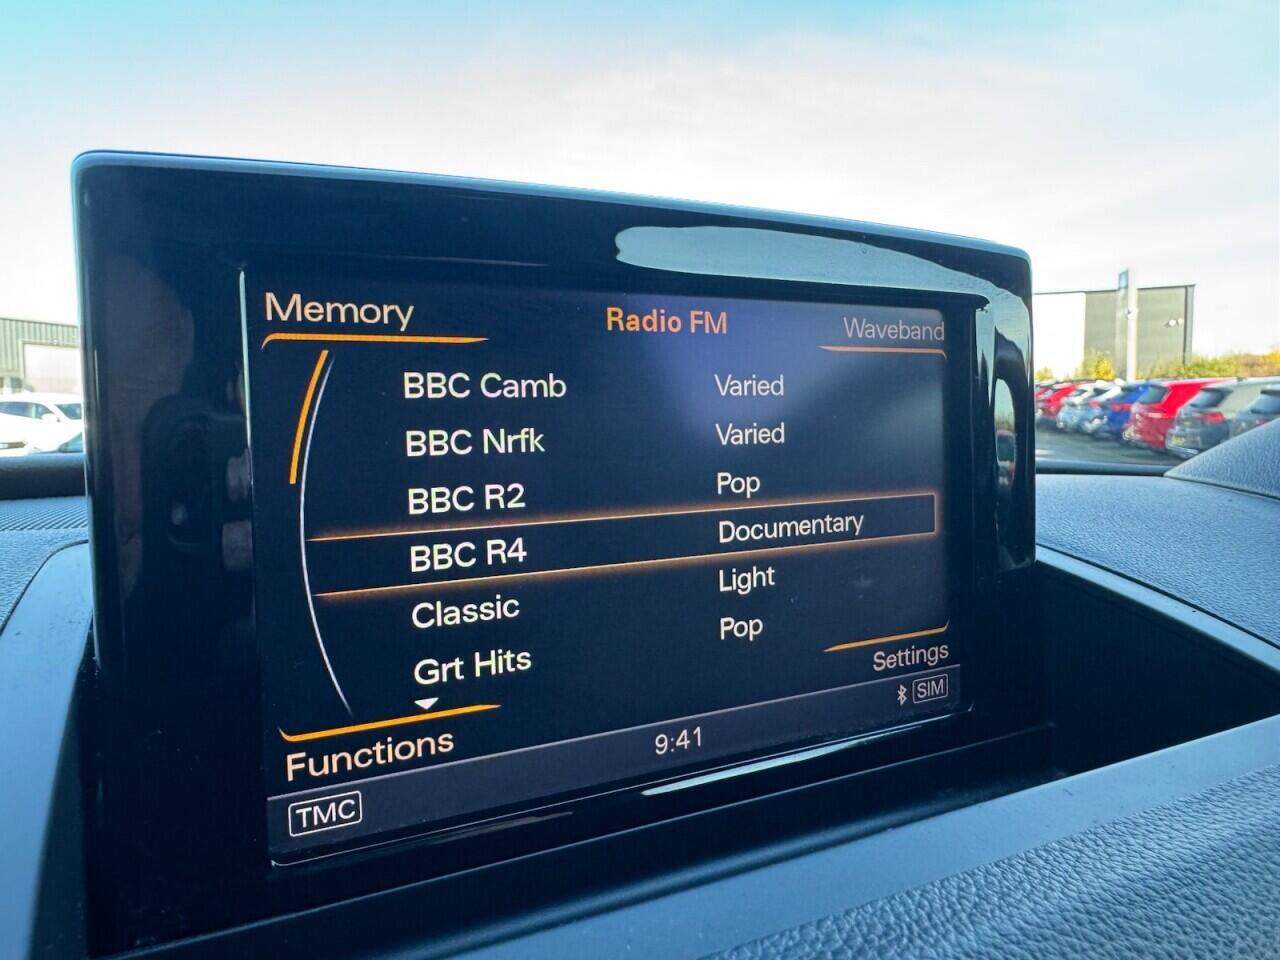 Memory Radio FM Waveband
BBC Camb Varied
BBC Nrfk Varied
BBC R2 Pop
BBC R4 Documentary
Classic Light
Grt Hits Pop
Functions Settings
TMC 9:41 SIM